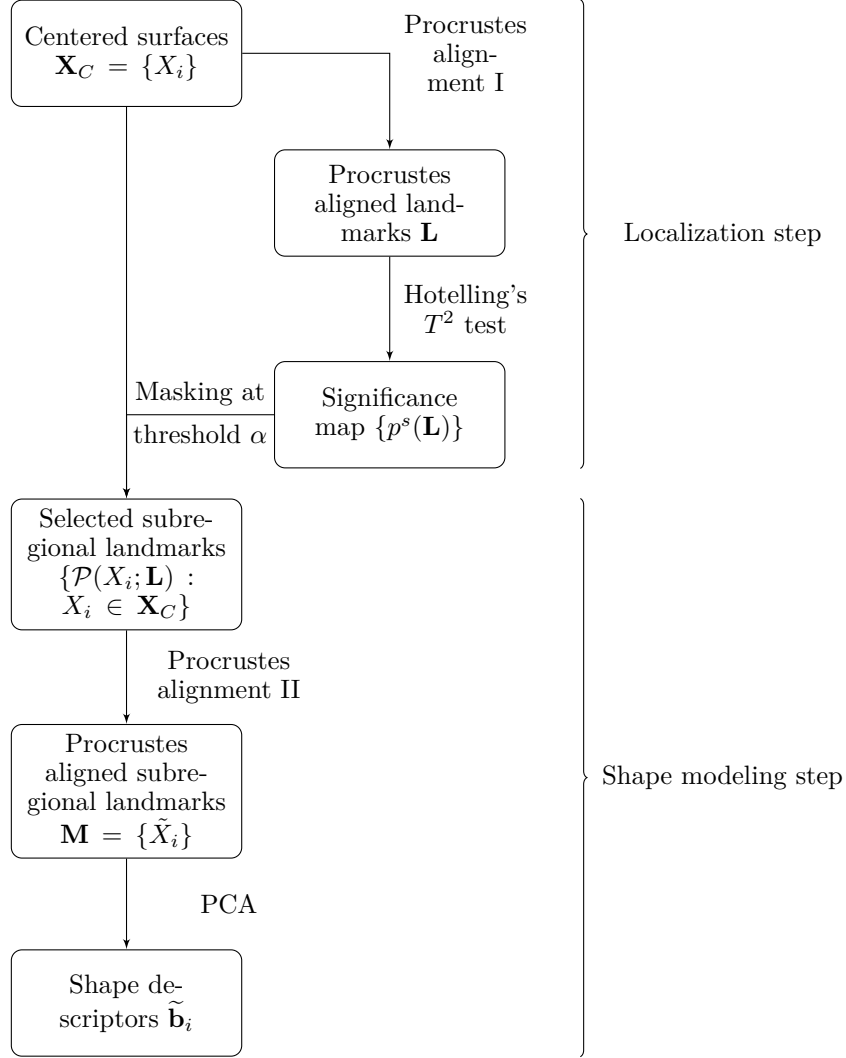 Centered surfaces
𝐗_C = {X_i}
Procrustes
align-
ment I
Procrustes
aligned land-
marks 𝐋
Localization step
Hotelling's
T² test
Masking at
threshold α
Significance
map {p^s(𝐋)}
Selected subre-
gional landmarks
{𝒫(X_i; 𝐋) :
X_i ∈ 𝐗_C}
Procrustes
alignment II
Procrustes
aligned subre-
gional landmarks
𝐌 = {X̃_i}
Shape modeling step
PCA
Shape de-
scriptors 𝐛̃_i